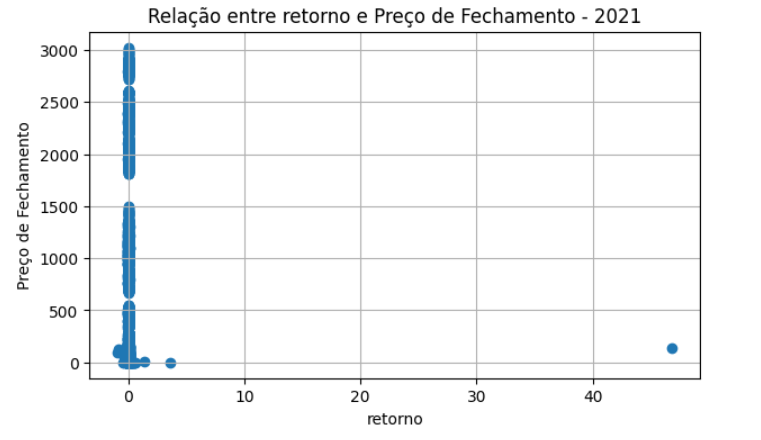 Relação entre retorno e Preço de Fechamento - 2021
Preço de Fechamento
3000
2500
2000
1500
1000
500
0
0 10 20 30 40
retorno